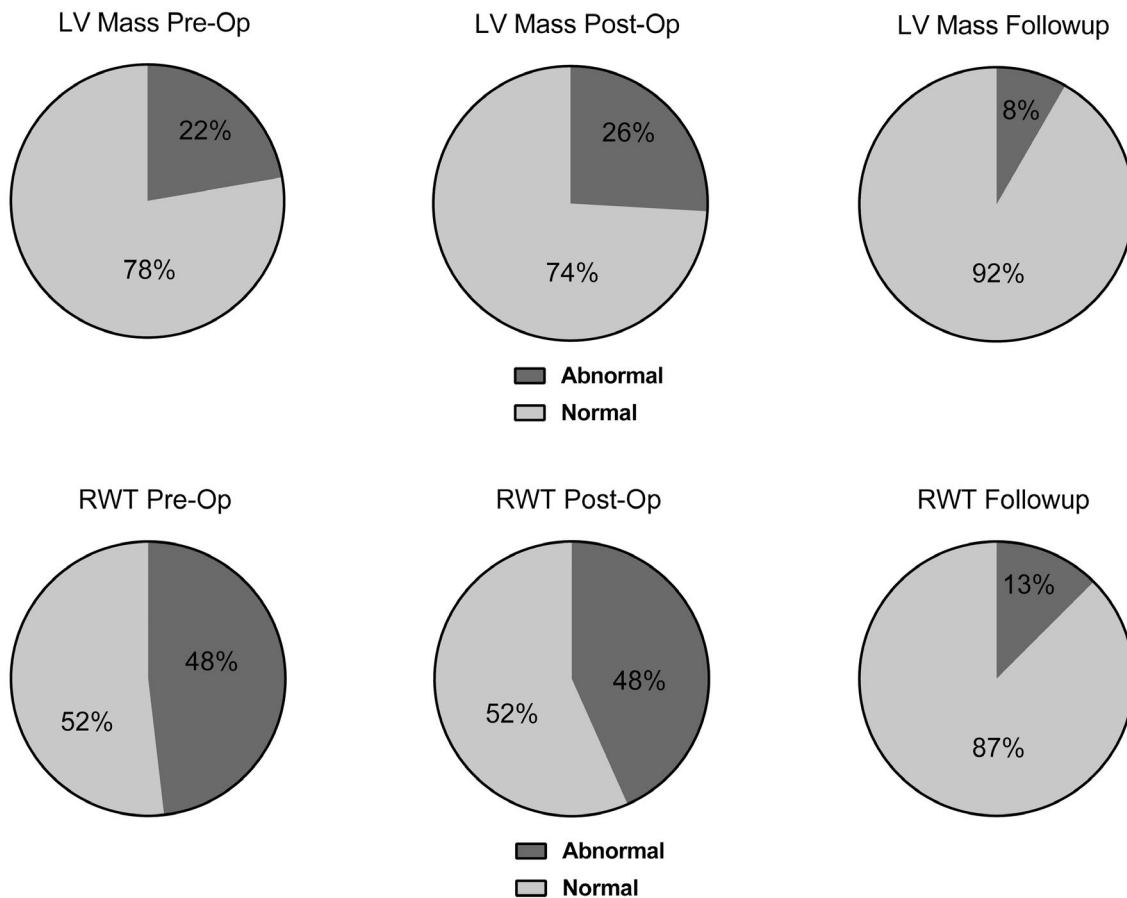 LV Mass Pre-Op
LV Mass Post-Op
LV Mass Followup
22%
78%
26%
74%
8%
92%
Abnormal
Normal
RWT Pre-Op
RWT Post-Op
RWT Followup
48%
52%
48%
52%
13%
87%
Abnormal
Normal